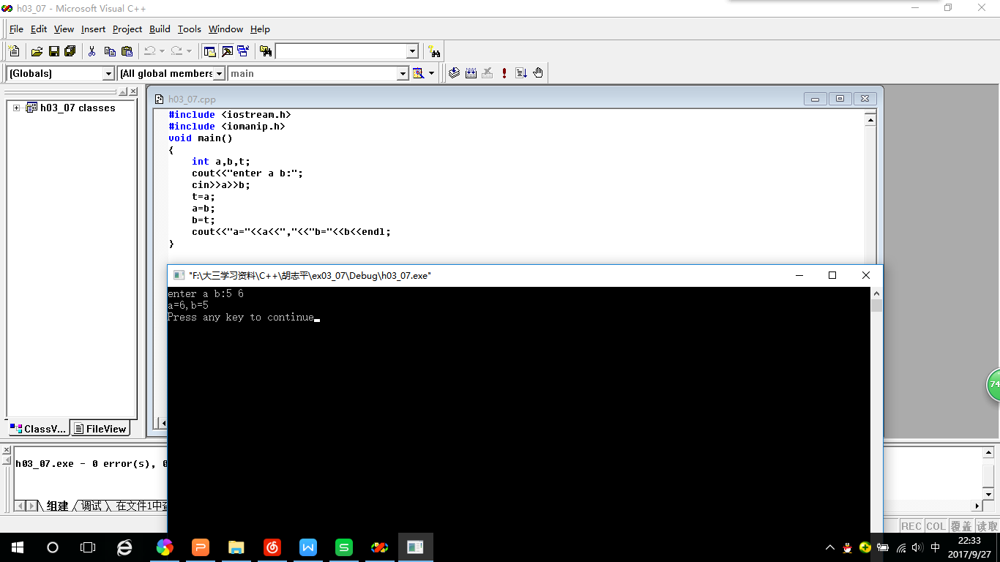 h03_07 - Microsoft Visual C++
File Edit View Insert Project Build Tools Window Help
(Globals) (All global members main
h03_07 classes
h03_07.cpp
#include <iostream.h>
#include <iomanip.h>
void main()
{
int a,b,t;
cout<<"enter a b:";
cin>>a>>b;
t=a;
a=b;
b=t;
cout<<"a="<<a<<","<<"b="<<b<<endl;
}
"F:\大三学习资料\C++\胡志平\ex03_07\Debug\h03_07.exe"
enter a b:5 6
a=6,b=5
Press any key to continue
74
ClassV... FileView
h03_07.exe - 0 error(s), 0
组建 调试 在文件1中查
REC COL 覆盖 读取
中
22:33
2017/9/27